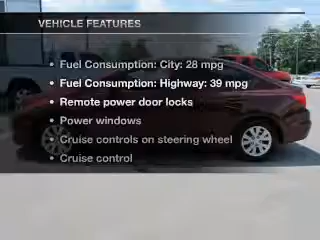 VEHICLE FEATURES
• Fuel Consumption: City: 28 mpg
• Fuel Consumption: Highway: 39 mpg
• Remote power door locks
• Power windows
• Cruise controls on steering wheel
• Cruise control